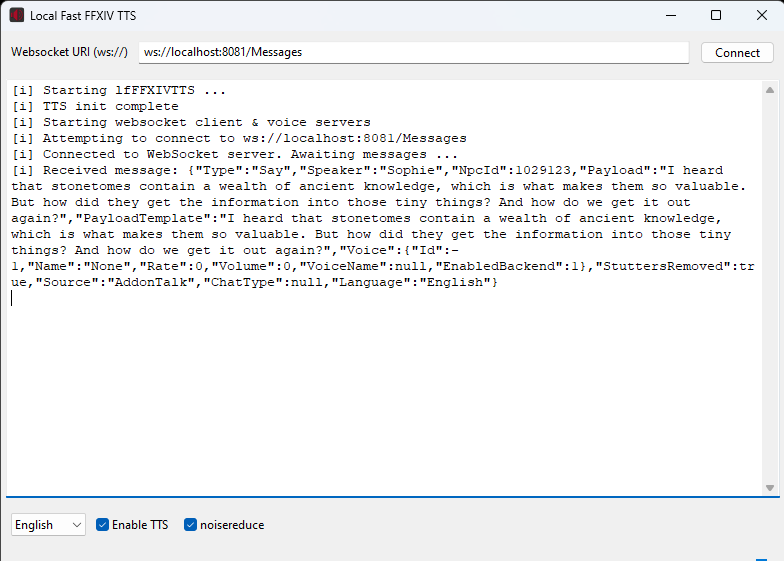 Local Fast FFXIV TTS
Websocket URI (ws://) ws://localhost:8081/Messages Connect
[i] Starting lfFFXIVTTS ...
[i] TTS init complete
[i] Starting websocket client & voice servers
[i] Attempting to connect to ws://localhost:8081/Messages
[i] Connected to WebSocket server. Awaiting messages ...
[i] Received message: {"Type":"Say","Speaker":"Sophie","NpcId":1029123,"Payload":"I heard
that stonetomes contain a wealth of ancient knowledge, which is what makes them so valuable.
But how did they get the information into those tiny things? And how do we get it out
again?","PayloadTemplate":"I heard that stonetomes contain a wealth of ancient knowledge,
which is what makes them so valuable. But how did they get the information into those tiny
things? And how do we get it out again?","Voice":{"Id":-
1,"Name":"None","Rate":0,"Volume":0,"VoiceName":null,"EnabledBackend":1},"StuttersRemoved":tr
ue,"Source":"AddonTalk","ChatType":null,"Language":"English"}
English Enable TTS noisereduce